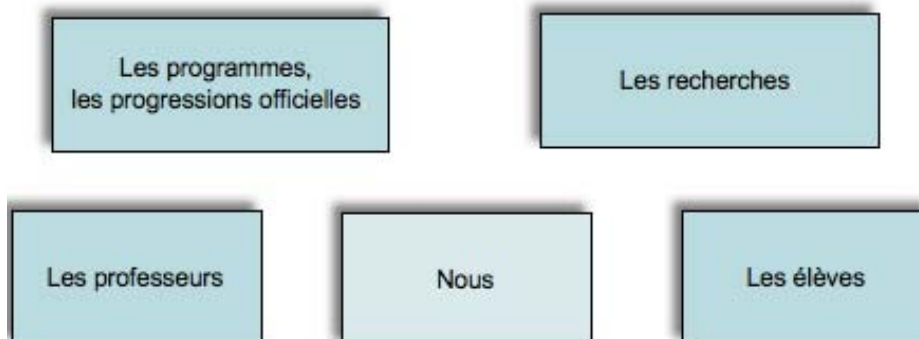 Les programmes,
les progressions officielles
Les recherches
Les professeurs
Nous
Les élèves